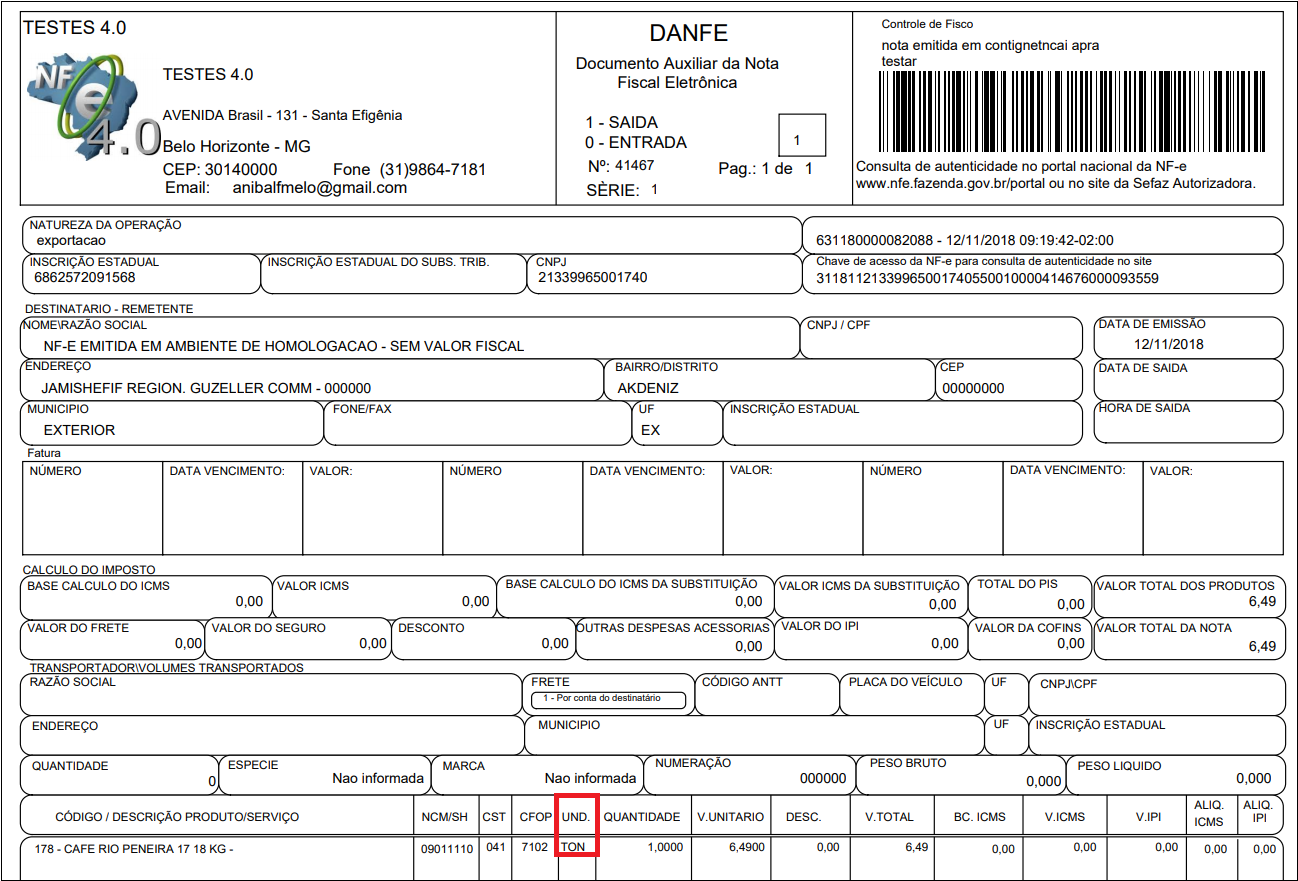 TESTES 4.0
NF e 4.0
TESTES 4.0
AVENIDA Brasil - 131 - Santa Efigênia
Belo Horizonte - MG
CEP: 30140000 Fone (31)9864-7181
Email: anibalfmelo@gmail.com
DANFE
Documento Auxiliar da Nota
Fiscal Eletrônica
1 - SAIDA
0 - ENTRADA
1
Nº: 41467 Pag.: 1 de 1
SÈRIE: 1
Controle de Fisco
nota emitida em contignetncai apra
testar
Consulta de autenticidade no portal nacional da NF-e
www.nfe.fazenda.gov.br/portal ou no site da Sefaz Autorizadora.
NATUREZA DA OPERAÇÃO
exportacao
631180000082088 - 12/11/2018 09:19:42-02:00
INSCRIÇÃO ESTADUAL INSCRIÇÃO ESTADUAL DO SUBS. TRIB. CNPJ Chave de acesso da NF-e para consulta de autenticidade no site
6862572091568 21339965001740 31181121339965001740550010000414676000093559
DESTINATARIO - REMETENTE
NOME\RAZÃO SOCIAL CNPJ / CPF DATA DE EMISSÃO
NF-E EMITIDA EM AMBIENTE DE HOMOLOGACAO - SEM VALOR FISCAL 12/11/2018
ENDEREÇO BAIRRO/DISTRITO CEP DATA DE SAIDA
JAMISHEFIF REGION. GUZELLER COMM - 000000 AKDENIZ 00000000
MUNICIPIO FONE/FAX UF INSCRIÇÃO ESTADUAL HORA DE SAIDA
EXTERIOR EX
Fatura
NÚMERO DATA VENCIMENTO: VALOR: NÚMERO DATA VENCIMENTO: VALOR: NÚMERO DATA VENCIMENTO: VALOR:
CALCULO DO IMPOSTO
BASE CALCULO DO ICMS VALOR ICMS BASE CALCULO DO ICMS DA SUBSTITUIÇÃO VALOR ICMS DA SUBSTITUIÇÃO TOTAL DO PIS VALOR TOTAL DOS PRODUTOS
0,00 0,00 0,00 0,00 0,00 6,49
VALOR DO FRETE VALOR DO SEGURO DESCONTO OUTRAS DESPESAS ACESSORIAS VALOR DO IPI VALOR DA COFINS VALOR TOTAL DA NOTA
0,00 0,00 0,00 0,00 0,00 0,00 6,49
TRANSPORTADOR\VOLUMES TRANSPORTADOS
RAZÃO SOCIAL FRETE CÓDIGO ANTT PLACA DO VEÍCULO UF CNPJ\CPF
1 - Por conta do destinatário
ENDEREÇO MUNICIPIO UF INSCRIÇÃO ESTADUAL
QUANTIDADE ESPECIE MARCA NUMERAÇÃO PESO BRUTO PESO LIQUIDO
0 Nao informada Nao informada 000000 0,000 0,000
CÓDIGO / DESCRIÇÃO PRODUTO/SERVIÇO NCM/SH CST CFOP UND. QUANTIDADE V.UNITARIO DESC. V.TOTAL BC. ICMS V.ICMS V.IPI ALIQ. ICMS ALIQ. IPI
178 - CAFE RIO PENEIRA 17 18 KG - 09011110 041 7102 TON 1,0000 6,4900 0,00 6,49 0,00 0,00 0,00 0,00 0,00